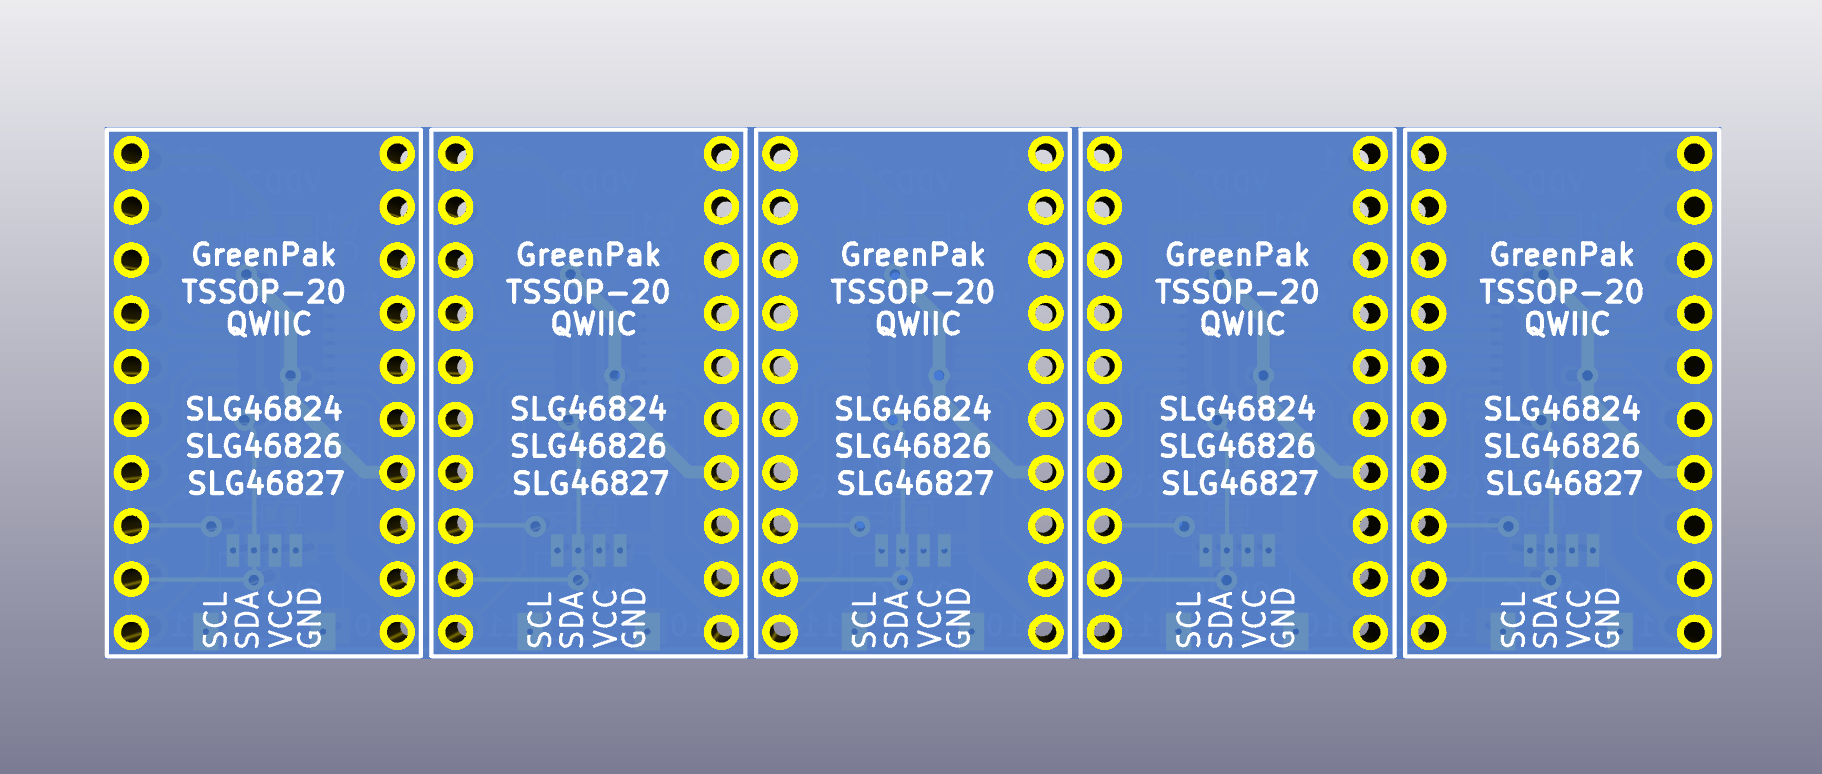 GreenPak
TSSOP-20
QWIIC
SLG46824
SLG46826
SLG46827
SCL
SDA
VCC
GND
GreenPak
TSSOP-20
QWIIC
SLG46824
SLG46826
SLG46827
SCL
SDA
VCC
GND
GreenPak
TSSOP-20
QWIIC
SLG46824
SLG46826
SLG46827
SCL
SDA
VCC
GND
GreenPak
TSSOP-20
QWIIC
SLG46824
SLG46826
SLG46827
SCL
SDA
VCC
GND
GreenPak
TSSOP-20
QWIIC
SLG46824
SLG46826
SLG46827
SCL
SDA
VCC
GND